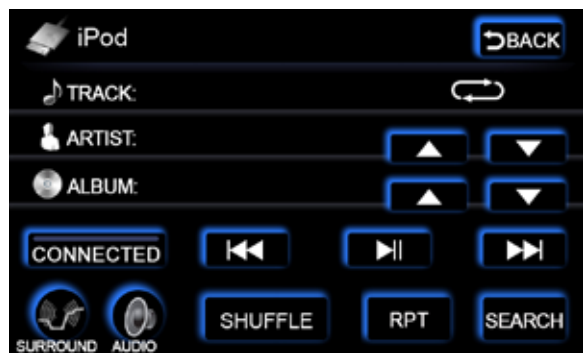 iPod
BACK
TRACK:
ARTIST:
ALBUM:
CONNECTED
SHUFFLE RPT SEARCH
SURROUND AUDIO